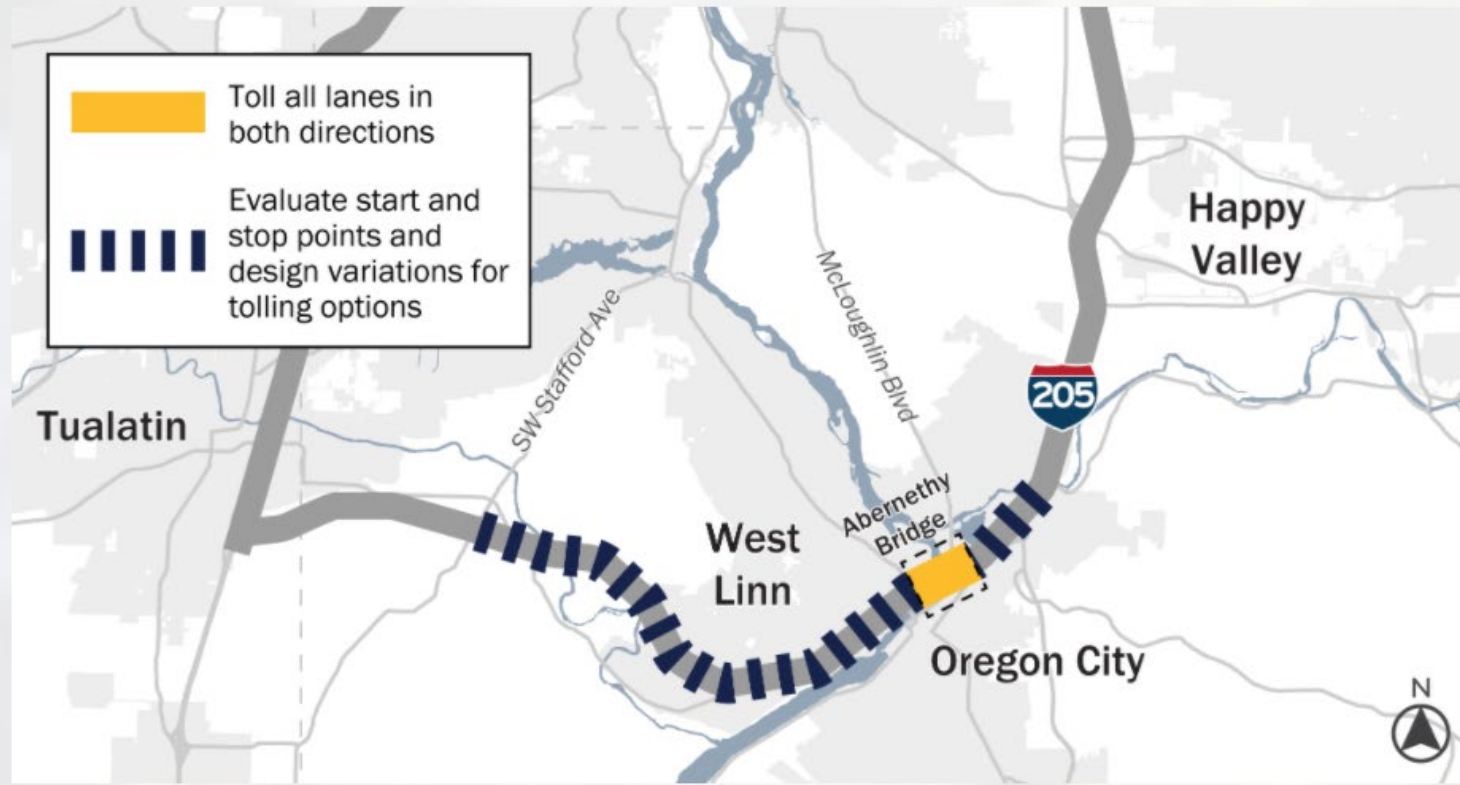 Toll all lanes in
both directions
Evaluate start and
stop points and
design variations for
tolling options
Happy
Valley
McLoughlin Blvd
SW Stafford Ave
205
Tualatin
Abernethy
Bridge
West
Linn
Oregon City
N